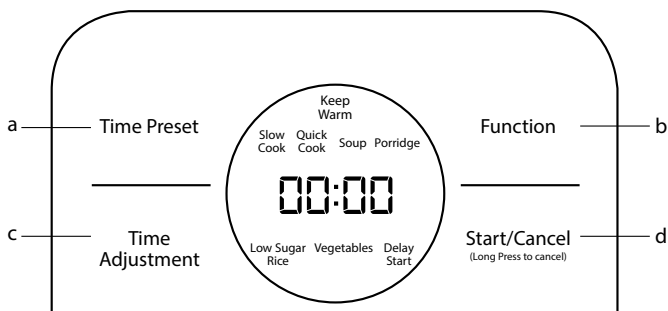 Keep
Warm
a
Time Preset
Slow
Cook
Quick
Cook
Soup
Porridge
Function
b
00:00
c
Time
Adjustment
Low Sugar
Rice
Vegetables
Delay
Start
Start/Cancel
(Long Press to cancel)
d